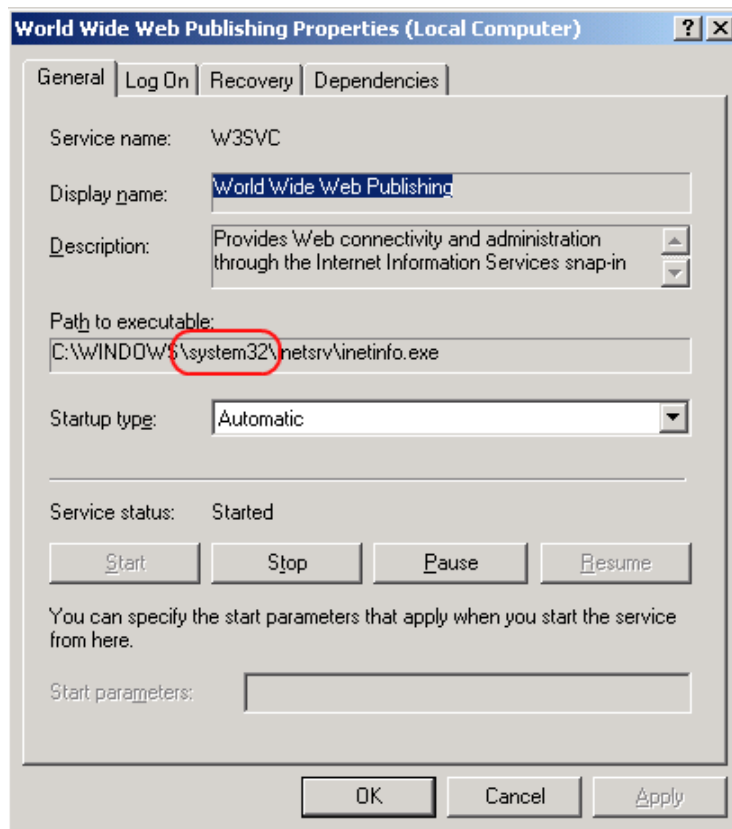 World Wide Web Publishing Properties (Local Computer)
General Log On Recovery Dependencies
Service name: W3SVC
Display name: World Wide Web Publishing
Description: Provides Web connectivity and administration
through the Internet Information Services snap-in
Path to executable:
C:\WINDOWS\system32\inetsrv\inetinfo.exe
Startup type: Automatic
Service status: Started
Start Stop Pause Resume
You can specify the start parameters that apply when you start the service
from here.
Start parameters:
OK Cancel Apply